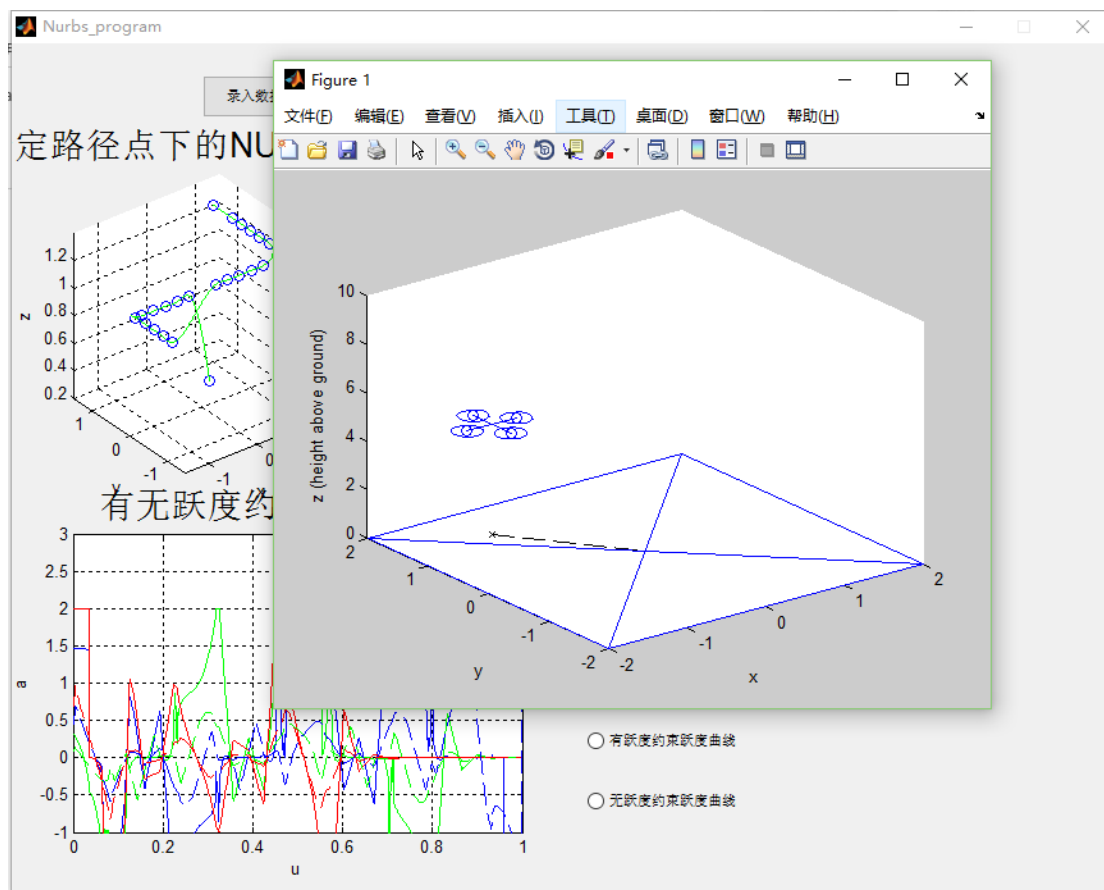 Nurbs_program
录入数据
定路径点下的NU
1.2
1
0.8
0.6
0.4
0.2
z
1
0
-1
y
-1
0
有无跃度约
3
2.5
2
1.5
1
0.5
0
-0.5
-1
a
0
0.2
0.4
0.6
0.8
1
u
Figure 1
文件(F) 编辑(E) 查看(V) 插入(I) 工具(T) 桌面(D) 窗口(W) 帮助(H)
10
8
6
4
2
0
z (height above ground)
2
1
0
-1
-2
y
-2
-1
0
1
2
x
有跃度约束跃度曲线
无跃度约束跃度曲线